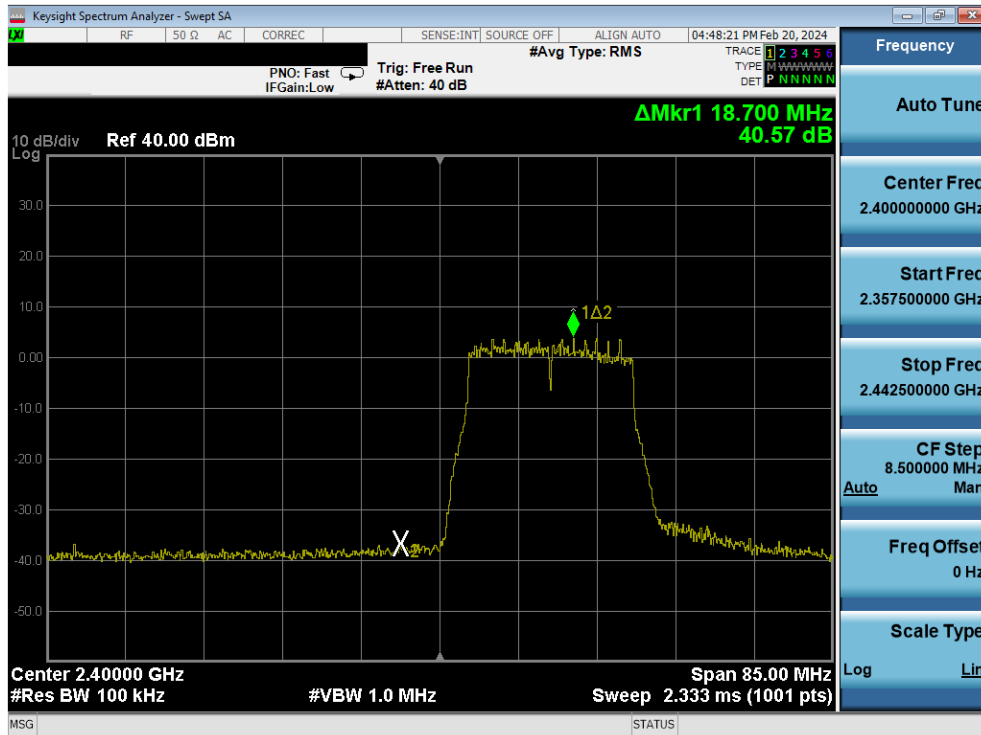 Keysight Spectrum Analyzer - Swept SA
LXI RF 50 Ω AC CORREC SENSE:INT SOURCE OFF ALIGN AUTO 04:48:21 PM Feb 20, 2024
PNO: Fast
IFGain:Low
Trig: Free Run
#Atten: 40 dB
#Avg Type: RMS
TRACE 1 2 3 4 5 6
TYPE M WWWWW
DET P N N N N N
ΔMkr1 18.700 MHz
40.57 dB
10 dB/div
Log
Ref 40.00 dBm
30.0
20.0
10.0
0.00
-10.0
-20.0
-30.0
-40.0
-50.0
1Δ2
X2
Center 2.40000 GHz
Span 85.00 MHz
#Res BW 100 kHz
#VBW 1.0 MHz
Sweep 2.333 ms (1001 pts)
MSG
STATUS
Frequency
Auto Tune
Center Freq
2.400000000 GHz
Start Freq
2.357500000 GHz
Stop Freq
2.442500000 GHz
CF Step
8.500000 MHz
Auto Man
Freq Offset
0 Hz
Scale Type
Log Lin